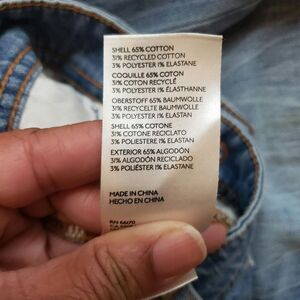 SHELL 65% COTTON
31% RECYCLED COTTON
3% POLYESTER 1% ELASTANE
COQUILLE 65% COTON
31% COTON RECYCLÉ
3% POLYESTER 1% ÉLASTHANNE
OBERSTOFF 65% BAUMWOLLE
31% RECYCELTE BAUMWOLLE
3% POLYESTER 1% ELASTAN
SHELL 65% COTONE
31% COTONE RICICLATO
3% POLIESTERE 1% ELASTAN
EXTERIOR 65% ALGODÓN
31% ALGODÓN RECICLADO
3% POLIÉSTER 1% ELASTANO
MADE IN CHINA
HECHO EN CHINA
RN 66170